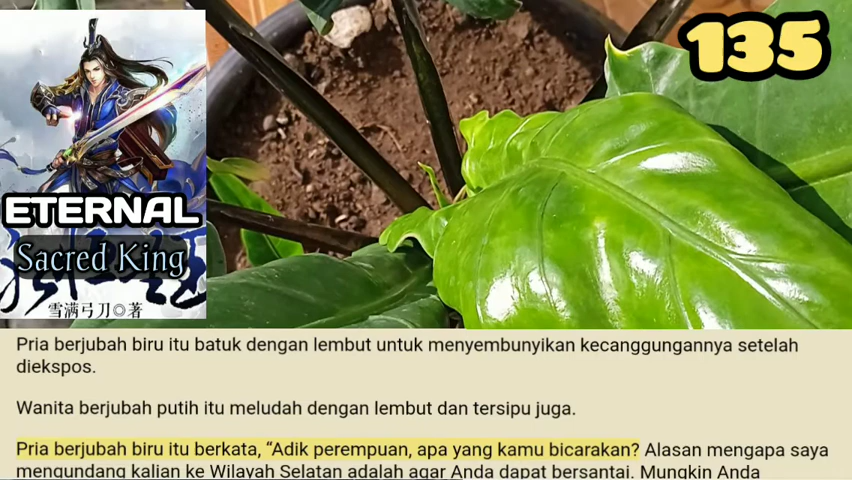 135
ETERNAL
Sacred King
雪满弓刀◎著
Pria berjubah biru itu batuk dengan lembut untuk menyembunyikan kecanggungannya setelah
diekspos.
Wanita berjubah putih itu meludah dengan lembut dan tersipu juga.
Pria berjubah biru itu berkata, “Adik perempuan, apa yang kamu bicarakan? Alasan mengapa saya
mengundang kalian ke Wilayah Selatan adalah agar Anda dapat bersantai. Mungkin Anda